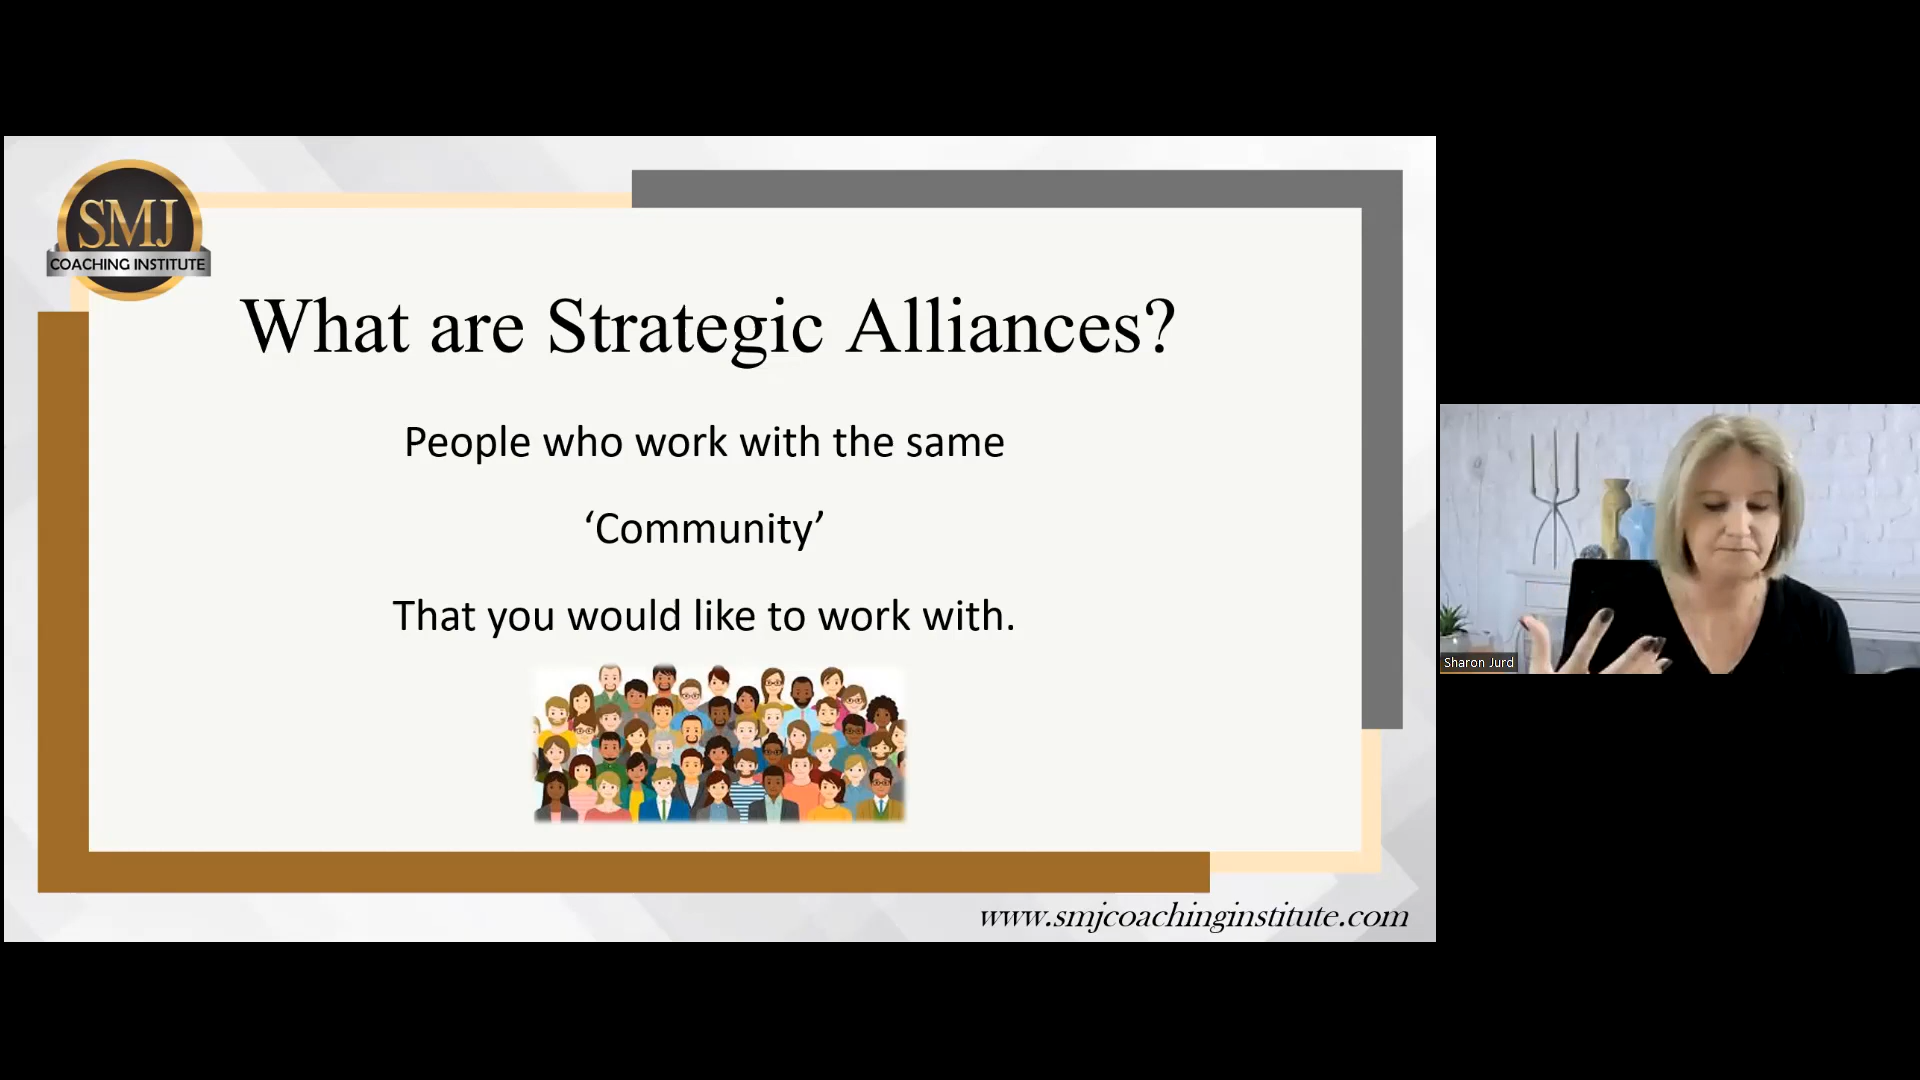 SMJ
COACHING INSTITUTE
What are Strategic Alliances?
People who work with the same
‘Community’
That you would like to work with.
www.smjcoachinginstitute.com
Sharon Jurd